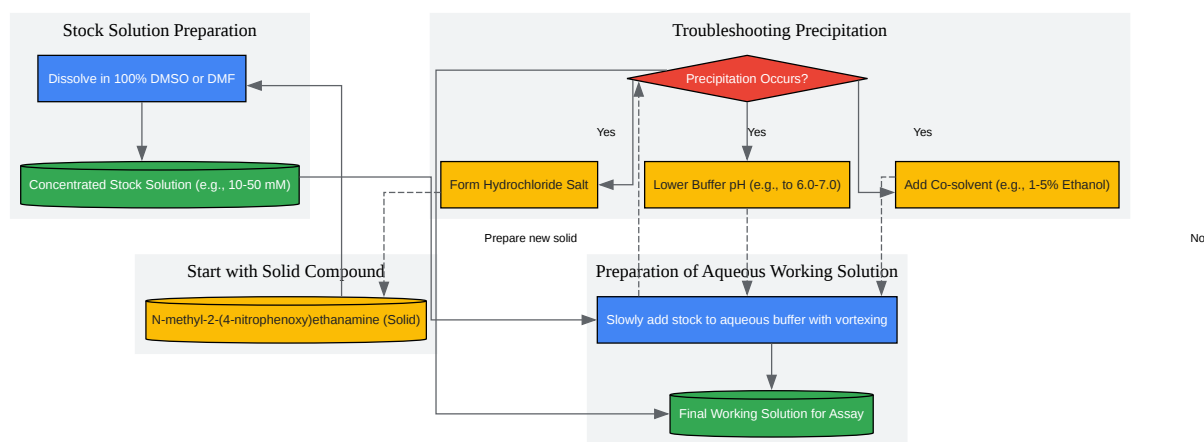 Stock Solution Preparation
Dissolve in 100% DMSO or DMF
Concentrated Stock Solution (e.g., 10-50 mM)
Troubleshooting Precipitation
Precipitation Occurs?
Yes
Yes
Yes
Form Hydrochloride Salt
Lower Buffer pH (e.g., to 6.0-7.0)
Add Co-solvent (e.g., 1-5% Ethanol)
Prepare new solid
No
Start with Solid Compound
N-methyl-2-(4-nitrophenoxy)ethanamine (Solid)
Preparation of Aqueous Working Solution
Slowly add stock to aqueous buffer with vortexing
Final Working Solution for Assay